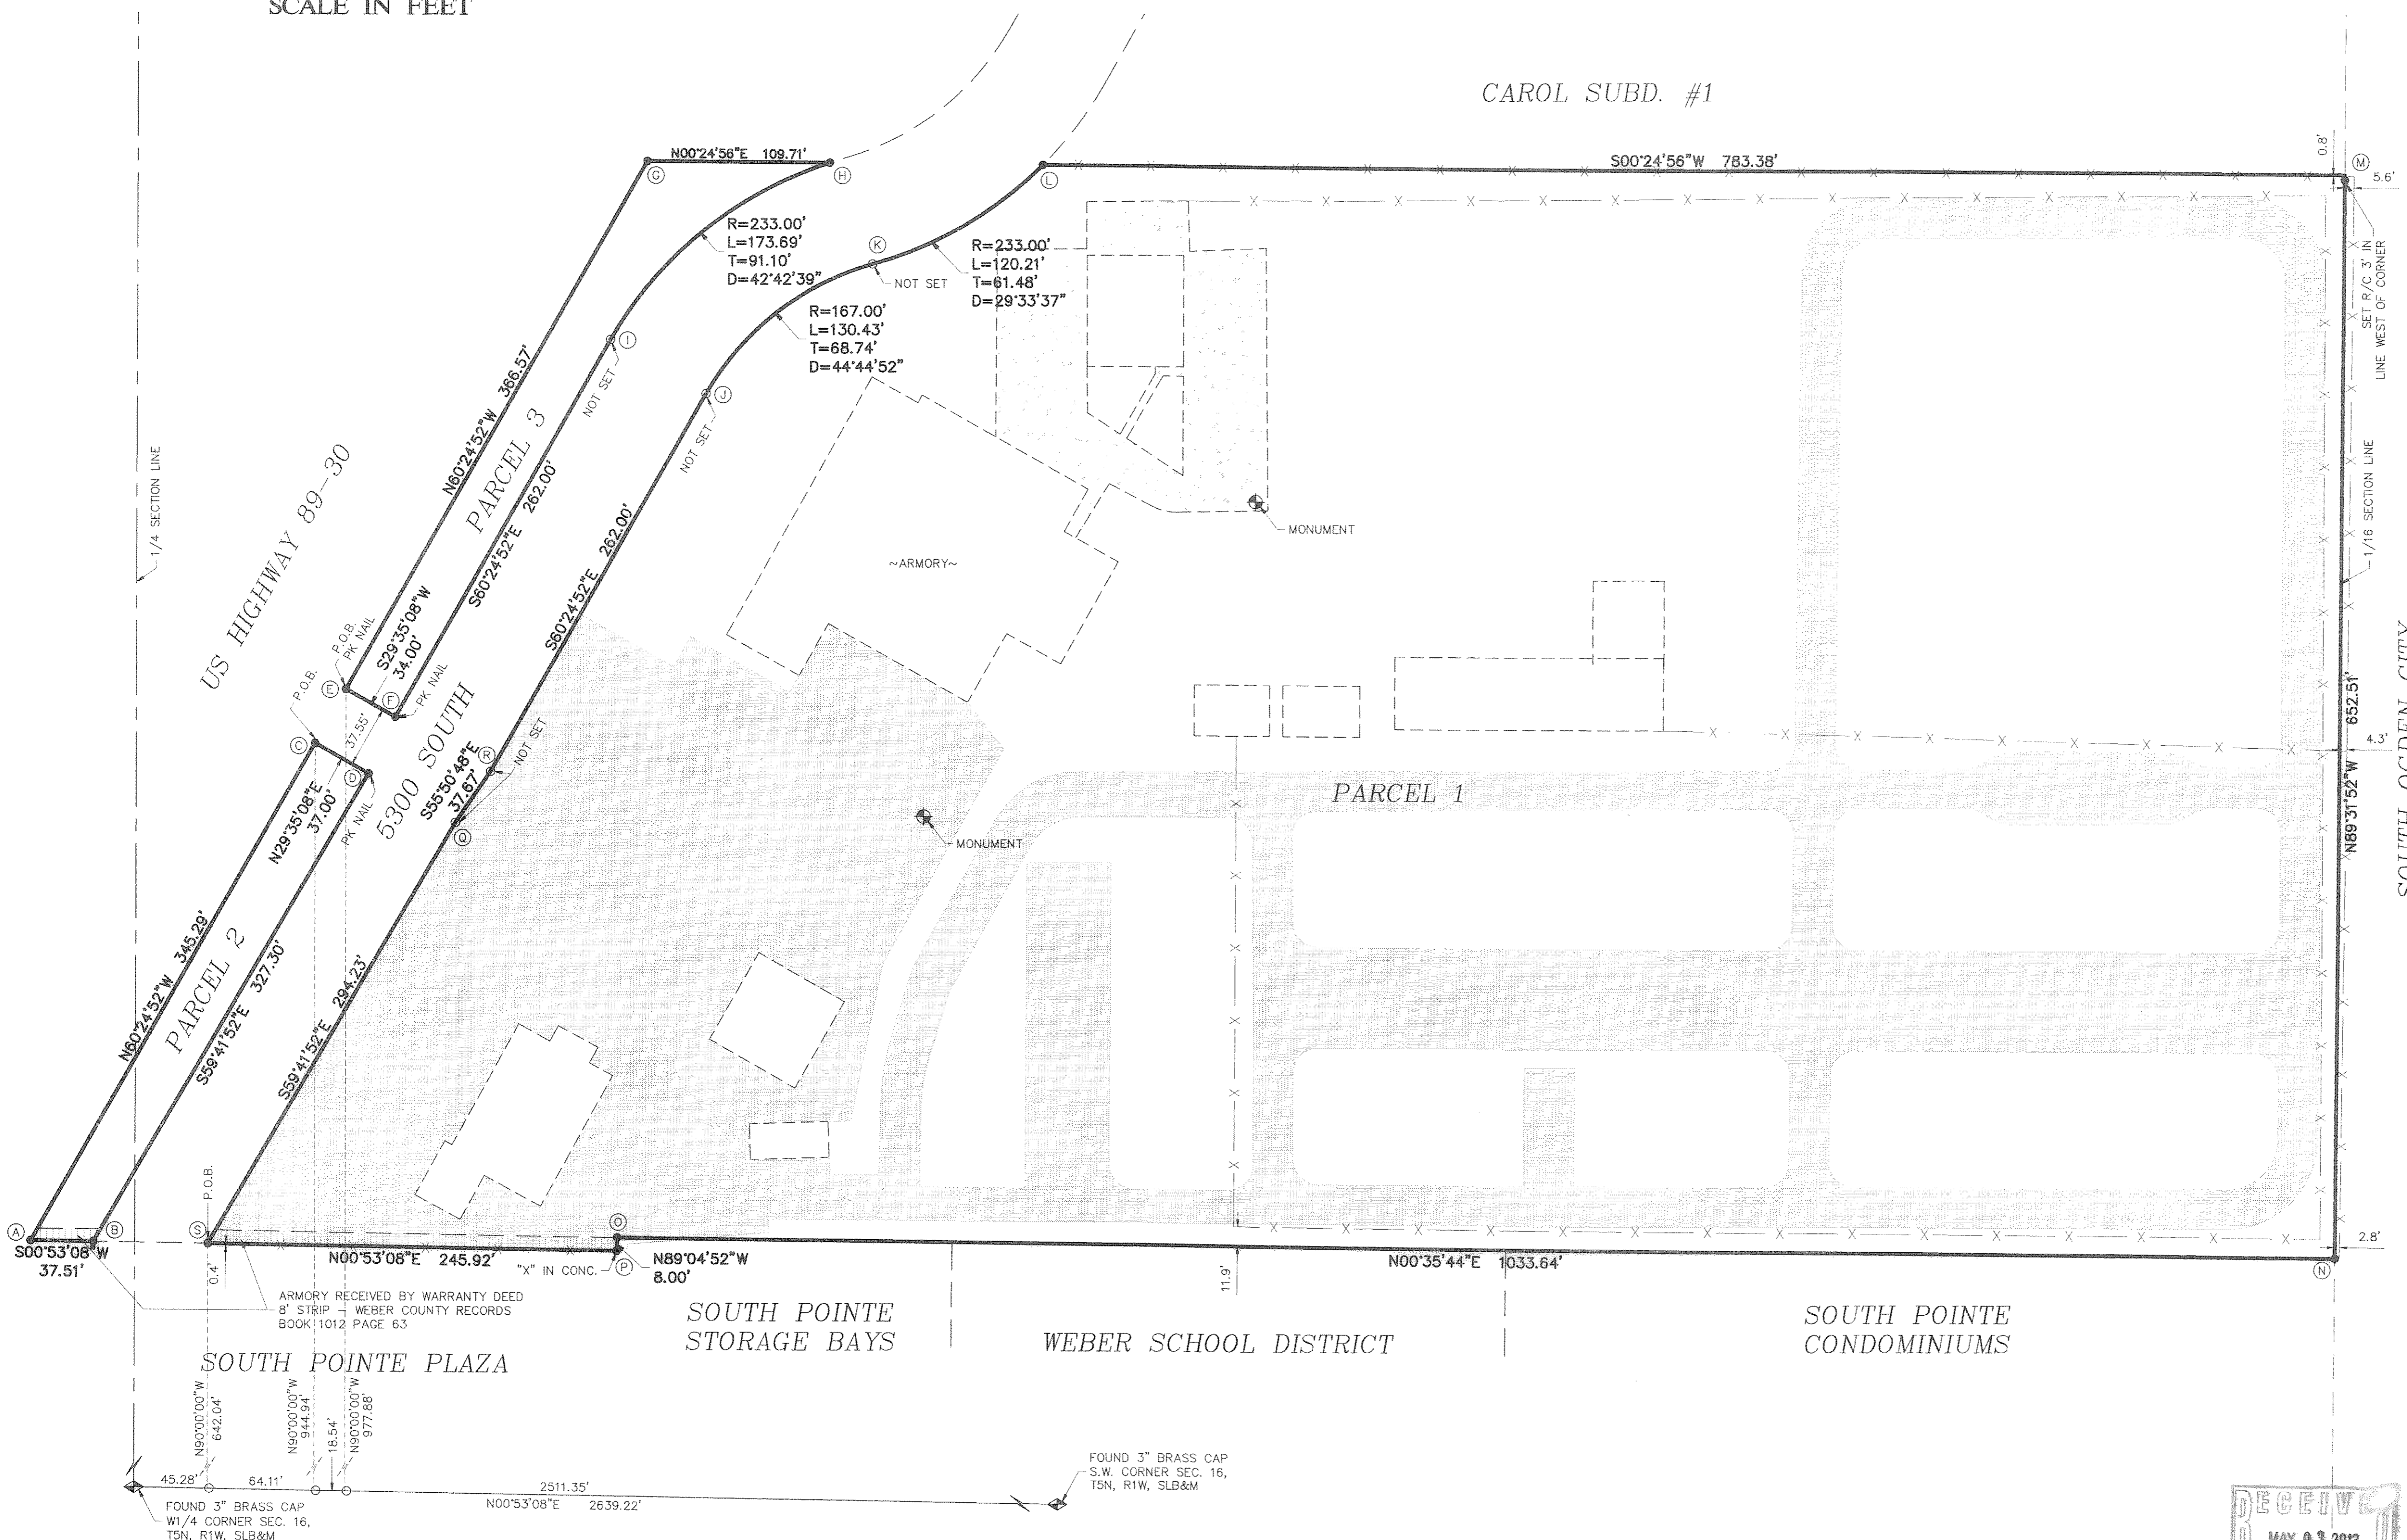 SCALE IN FEET
CAROL SUBD. #1
N00°24'56"E 109.71'
S00°24'56"W 783.38'
0.8'
M
5.6'
G
H
L
R=233.00'
L=173.69'
T=91.10'
D=42°42'39"
K
NOT SET
R=233.00'
L=120.21'
T=61.48'
D=29°33'37"
SET R/C 3' IN
LINE WEST OF CORNER
R=167.00'
L=130.43'
T=68.74'
D=44°44'52"
I
NOT SET
J
NOT SET
N60°24'52"W 366.57'
PARCEL 3
S60°24'52"E 262.00'
S60°24'52"E 262.00'
1/4 SECTION LINE
1/16 SECTION LINE
US HIGHWAY 89-30
MONUMENT
~ARMORY~
P.O.B.
PK NAIL
S29°35'08"W
34.00'
E
F
PK NAIL
P.O.B.
37.55'
C
D
N29°35'08"E
37.00'
PK NAIL
5300 SOUTH
S55°50'48"E
37.67'
R
NOT SET
Q
N89°31'52"W 652.51'
4.3'
SOUTH OGDEN CITY
PARCEL 1
MONUMENT
N60°24'52"W 345.29'
PARCEL 2
S59°41'52"E 327.30'
S59°41'52"E 294.23'
P.O.B.
A
B
S
O
S00°53'08"W
37.51'
N00°53'08"E 245.92'
"X" IN CONC.
P
N89°04'52"W
8.00'
0.4'
11.9'
N00°35'44"E 1033.64'
2.8'
N
ARMORY RECEIVED BY WARRANTY DEED
8' STRIP - WEBER COUNTY RECORDS
BOOK 1012 PAGE 63
SOUTH POINTE
STORAGE BAYS
WEBER SCHOOL DISTRICT
SOUTH POINTE
CONDOMINIUMS
SOUTH POINTE PLAZA
N90°00'00"W
642.04'
N90°00'00"W
944.94'
18.54'
N90°00'00"W
977.88'
45.28'
64.11'
2511.35'
N00°53'08"E 2639.22'
FOUND 3" BRASS CAP
W1/4 CORNER SEC. 16,
T5N, R1W, SLB&M
FOUND 3" BRASS CAP
S.W. CORNER SEC. 16,
T5N, R1W, SLB&M
RECEIVE
MAY 03 2012